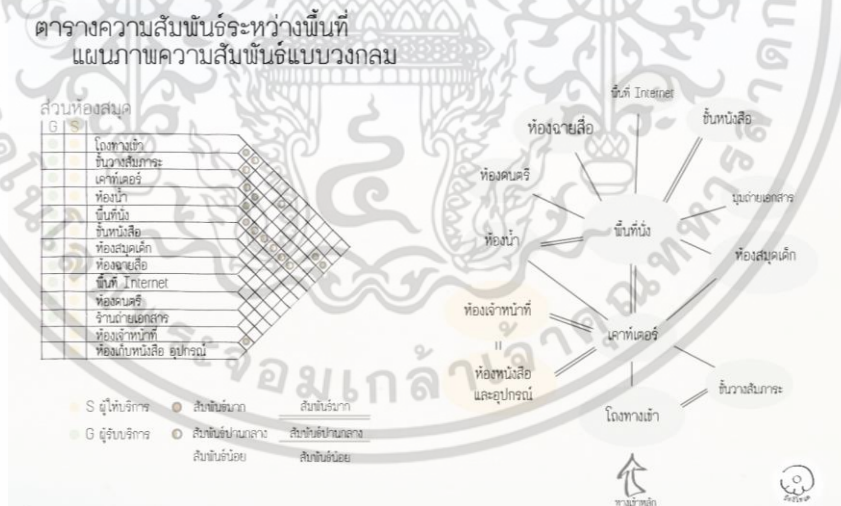 ตารางความสัมพันธ์ระหว่างพื้นที่
แผนภาพความสัมพันธ์แบบวงกลม
ส่วนห้องสมุด
G S
โถงทางเข้า
ชั้นวางสัมภาระ
เคาท์เตอร์
ห้องน้ำ
พื้นที่นั่ง
ชั้นหนังสือ
ห้องสมุดเด็ก
ห้องฉายสื่อ
พื้นที่ Internet
ห้องดนตรี
ร้านถ่ายเอกสาร
ห้องเจ้าหน้าที่
ห้องเก็บหนังสือ อุปกรณ์
S ผู้ให้บริการ
G ผู้รับบริการ
สัมพันธ์มาก
สัมพันธ์ปานกลาง
สัมพันธ์น้อย
สัมพันธ์มาก
สัมพันธ์ปานกลาง
สัมพันธ์น้อย
พื้นที่ Internet
ห้องฉายสื่อ
ชั้นหนังสือ
ห้องดนตรี
มุมถ่ายเอกสาร
ห้องน้ำ
พื้นที่นั่ง
ห้องสมุดเด็ก
ห้องเจ้าหน้าที่
เคาท์เตอร์
ห้องหนังสือ
และอุปกรณ์
ชั้นวางสัมภาระ
โถงทางเข้า
ทางเข้าหลัก